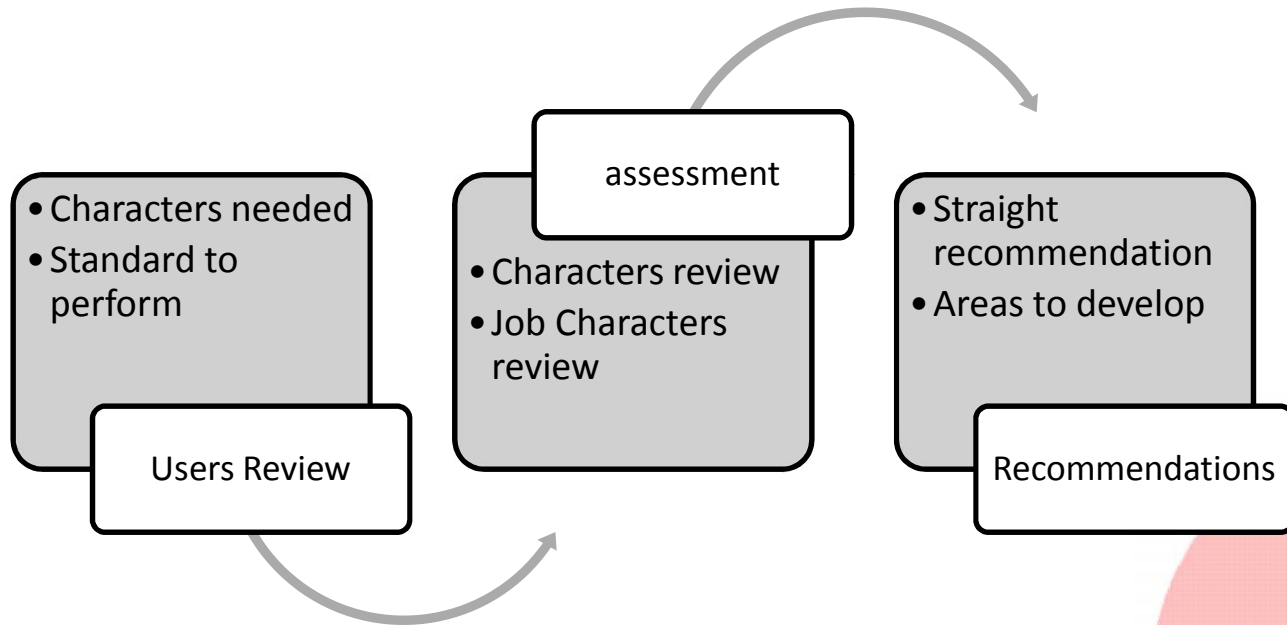 • Characters needed
• Standard to
perform
Users Review
assessment
• Characters review
• Job Characters
review
• Straight
recommendation
• Areas to develop
Recommendations